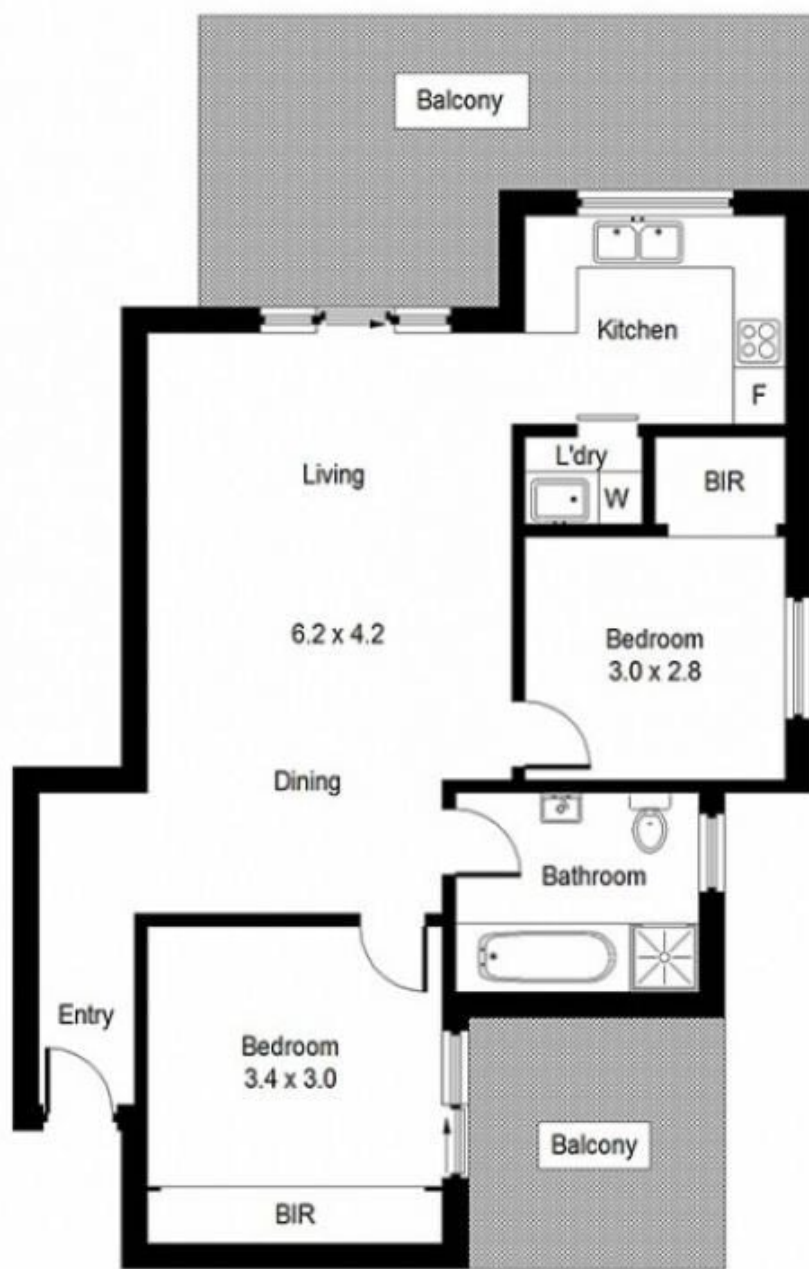 Balcony
Kitchen
F
L'dry
W
BIR
Living
6.2 x 4.2
Bedroom
3.0 x 2.8
Dining
Bathroom
Entry
Bedroom
3.4 x 3.0
Balcony
BIR